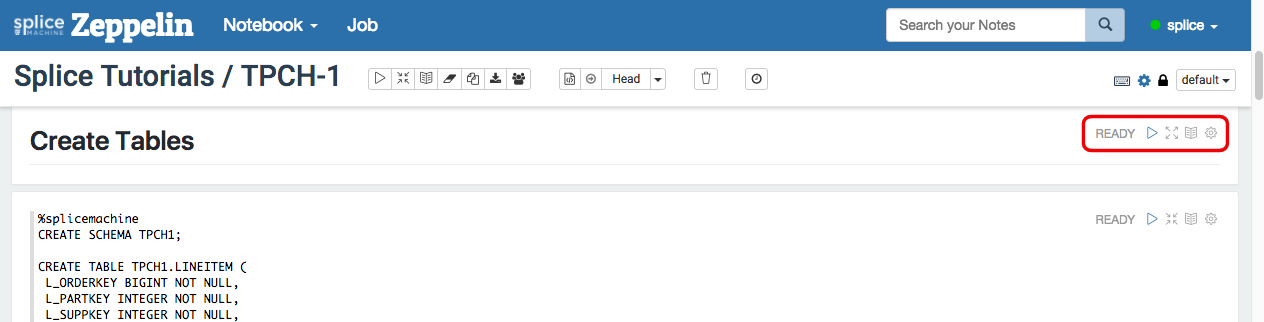 splice MACHINE Zeppelin Notebook Job Search your Notes splice
Splice Tutorials / TPCH-1 Head default
Create Tables READY
%splicemachine READY
CREATE SCHEMA TPCH1;
CREATE TABLE TPCH1.LINEITEM (
L_ORDERKEY BIGINT NOT NULL,
L_PARTKEY INTEGER NOT NULL,
L_SUPPKEY INTEGER NOT NULL,